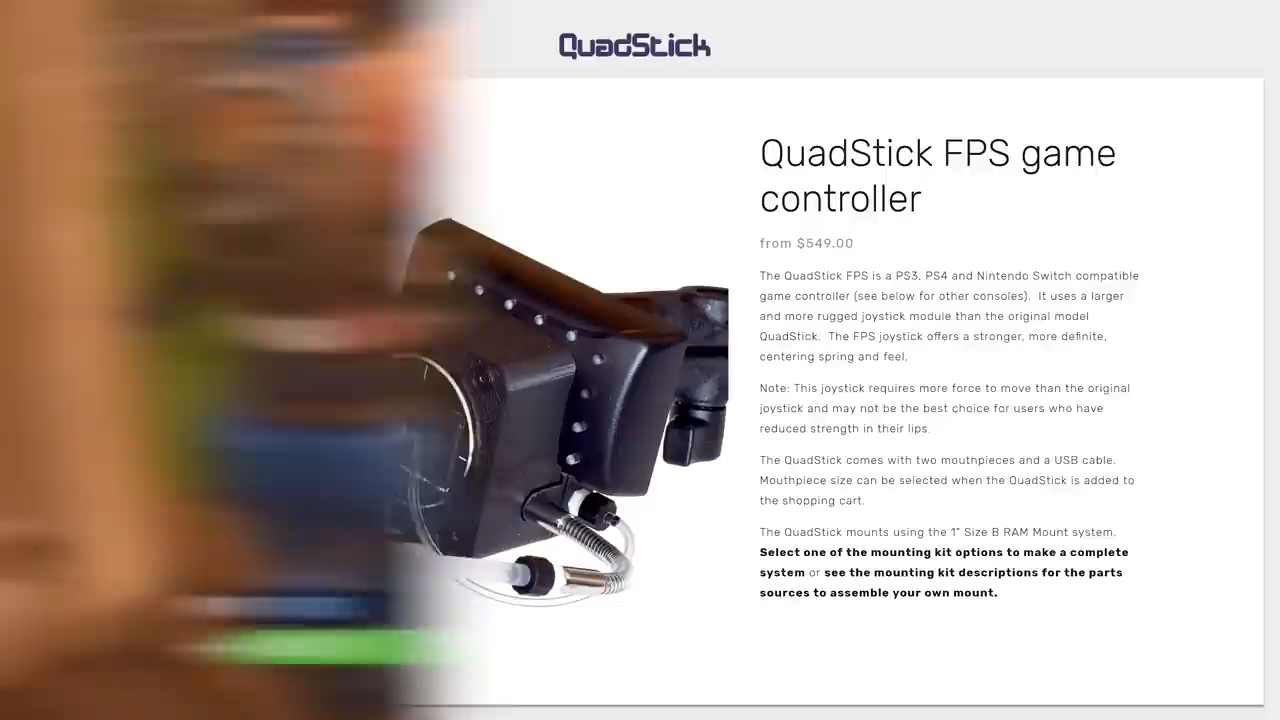 QuadStick
QuadStick FPS game
controller
from $549.00
The QuadStick FPS is a PS3, PS4 and Nintendo Switch compatible
game controller (see below for other consoles).  It uses a larger
and more rugged joystick module than the original model
QuadStick.  The FPS joystick offers a stronger, more definite,
centering spring and feel.
Note: This joystick requires more force to move than the original
joystick and may not be the best choice for users who have
reduced strength in their lips.
The QuadStick comes with two mouthpieces and a USB cable.
Mouthpiece size can be selected when the QuadStick is added to
the shopping cart.
The QuadStick mounts using the 1" Size B RAM Mount system.
Select one of the mounting kit options to make a complete
system or see the mounting kit descriptions for the parts
sources to assemble your own mount.